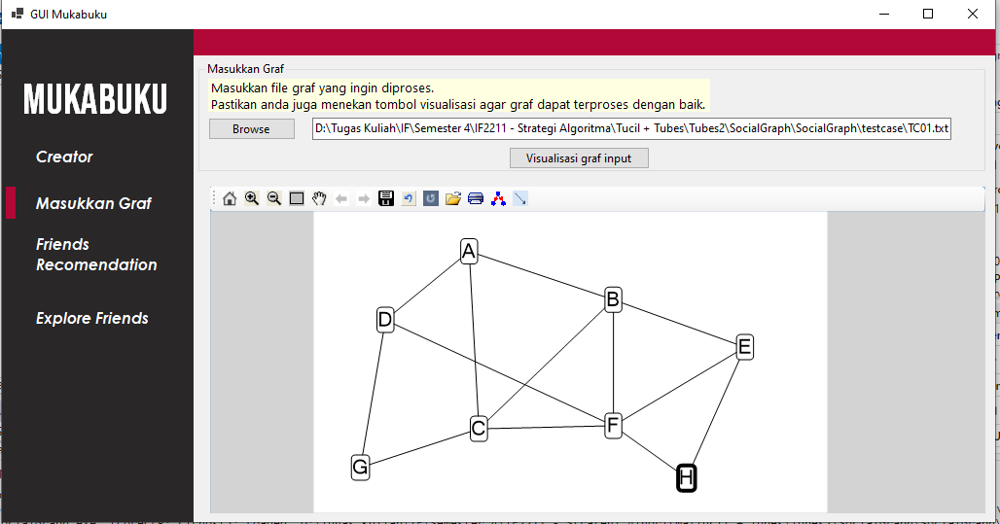 GUI Mukabuku
MUKABUKU
Creator
Masukkan Graf
Friends
Recomendation
Explore Friends
Masukkan Graf
Masukkan file graf yang ingin diproses.
Pastikan anda juga menekan tombol visualisasi agar graf dapat terproses dengan baik.
Browse
D:\Tugas Kuliah\IF\Semester 4\IF2211 - Strategi Algoritma\Tucil + Tubes\Tubes2\SocialGraph\SocialGraph\testcase\TC01.txt
Visualisasi graf input
A
B
D
E
C
F
G
H